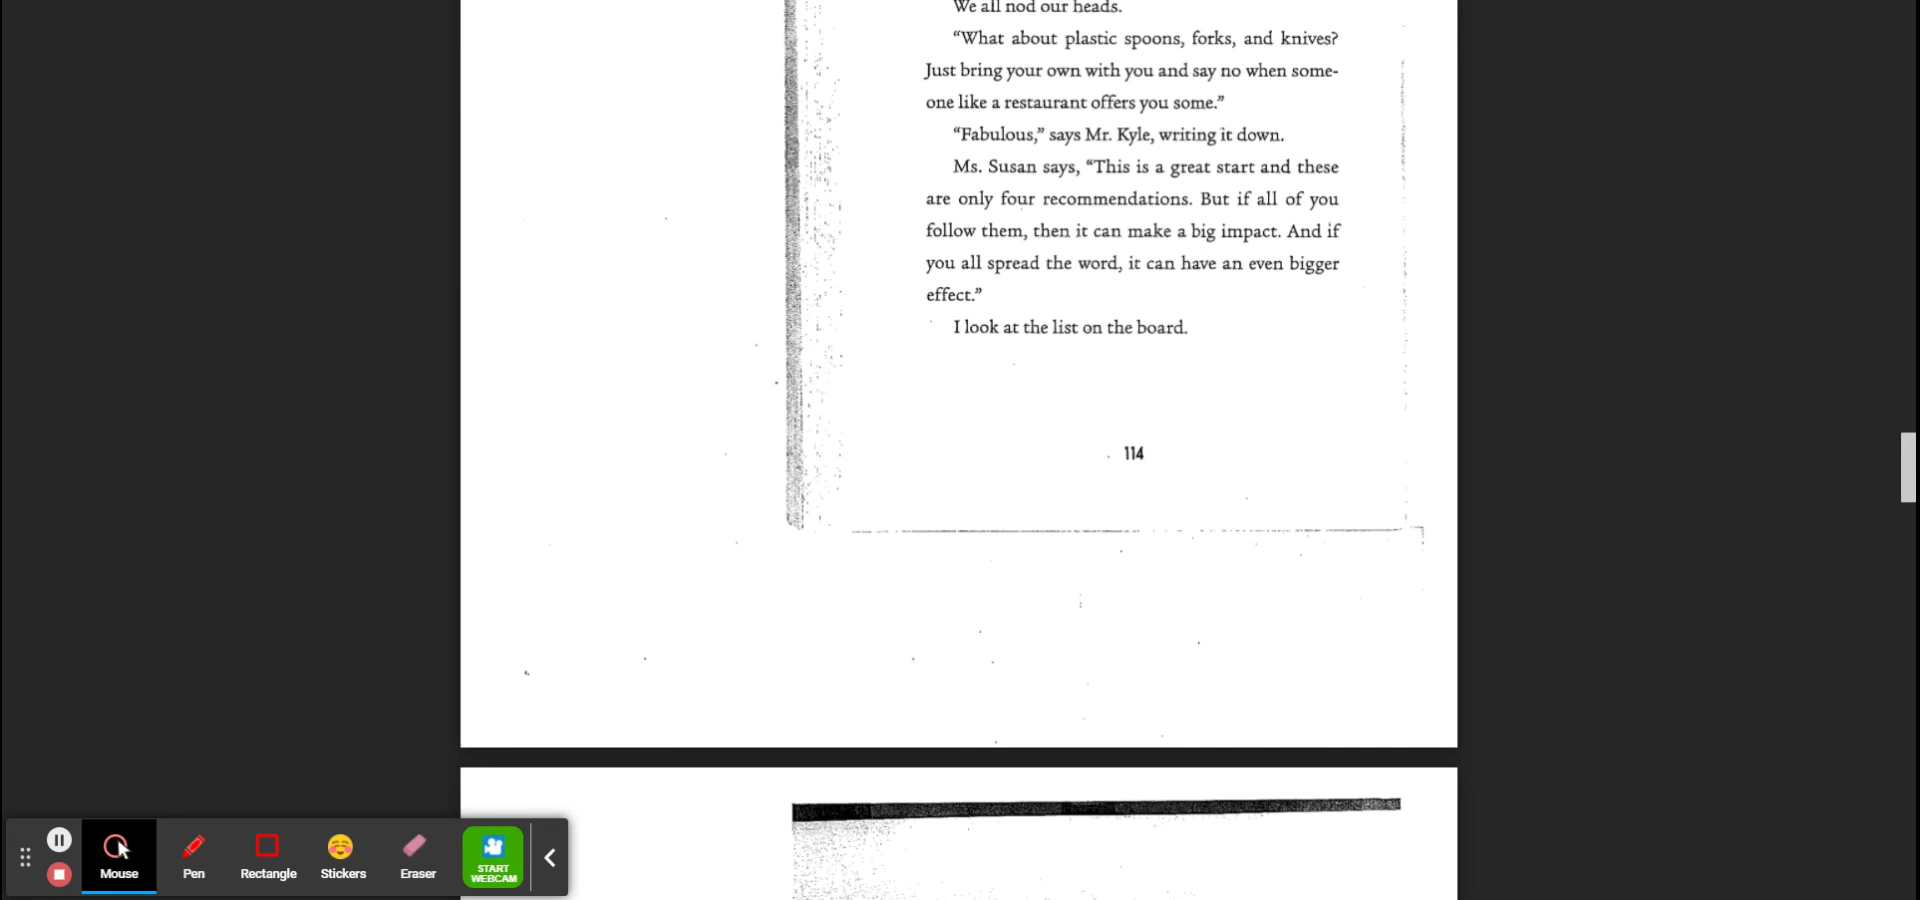 We all nod our heads.
“What about plastic spoons, forks, and knives?
Just bring your own with you and say no when some-
one like a restaurant offers you some.”
“Fabulous,” says Mr. Kyle, writing it down.
Ms. Susan says, “This is a great start and these
are only four recommendations. But if all of you
follow them, then it can make a big impact. And if
you all spread the word, it can have an even bigger
effect.”
I look at the list on the board.
114
Mouse
Pen
Rectangle
Stickers
Eraser
START
WEBCAM